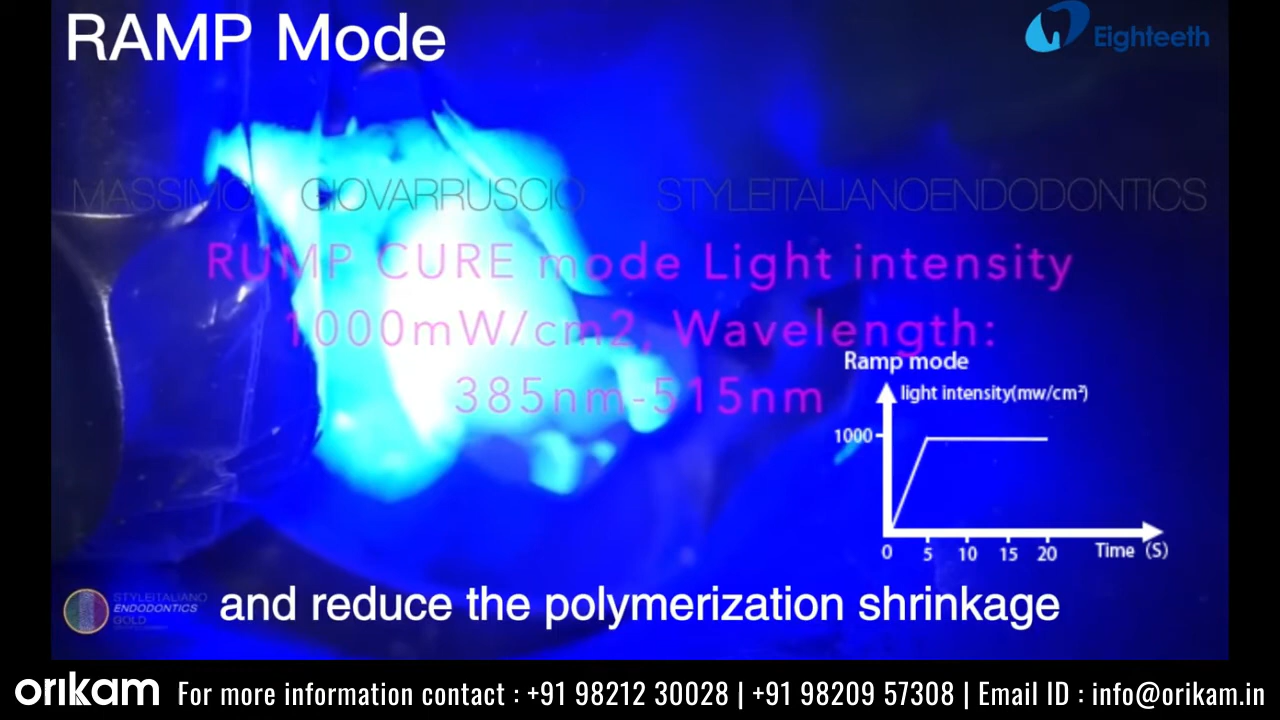 RAMP Mode
Eighteeth
MASSIMO GIOVARRUSCIO STYLEITALIANOENDODONTICS
RUMP CURE mode Light intensity
1000mW/cm2, Wavelength:
385nm-515nm
Ramp mode
light intensity(mw/cm²)
1000
0 5 10 15 20 Time (S)
STYLEITALIANO
ENDODONTICS
GOLD
and reduce the polymerization shrinkage
orikam For more information contact : +91 98212 30028 | +91 98209 57308 | Email ID : info@orikam.in